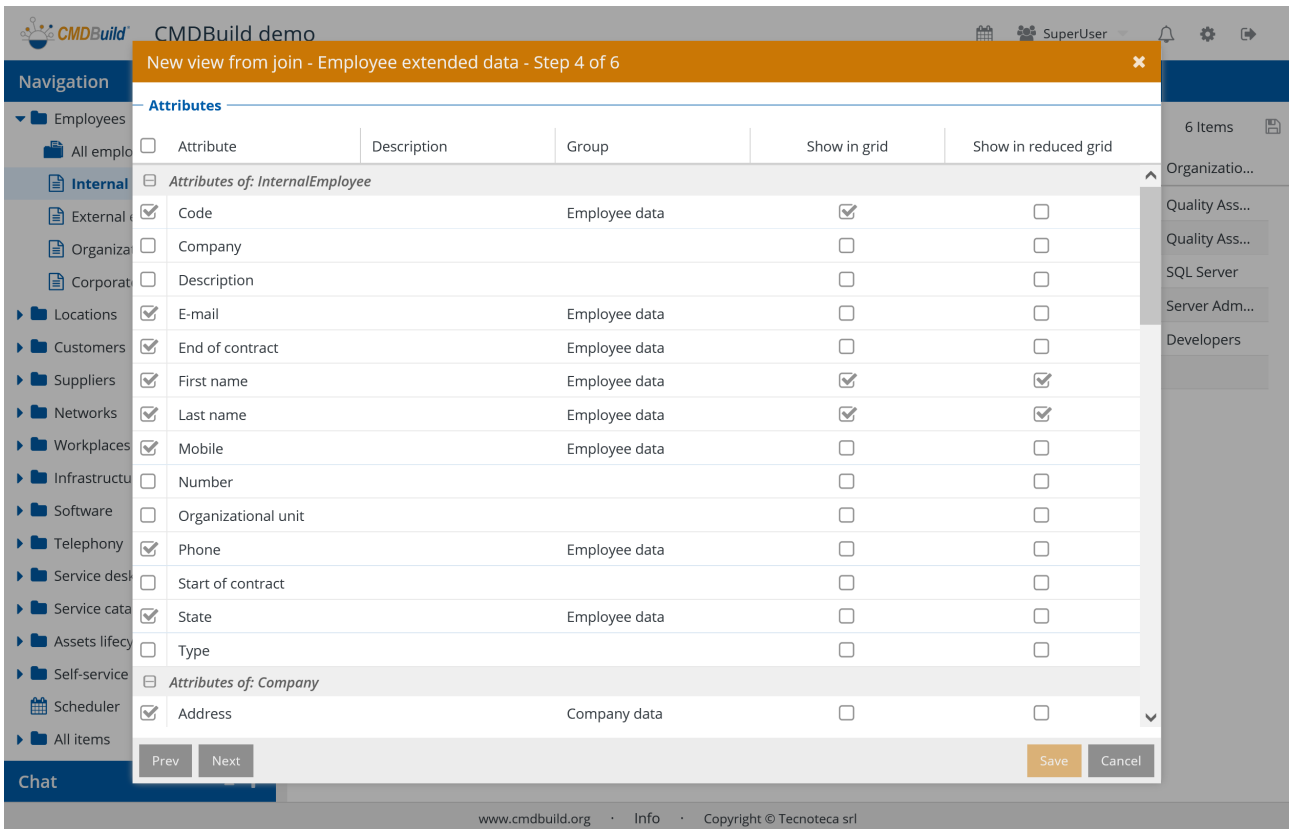 CMDBuild
CMDBuild demo
SuperUser
New view from join - Employee extended data - Step 4 of 6
Navigation
Employees
All emplo
Internal
External
Organizat
Corporat
Locations
Customers
Suppliers
Networks
Workplaces
Infrastructu
Software
Telephony
Service desk
Service cata
Assets lifecy
Self-service
Scheduler
All items
Chat
Attributes
Attribute Description Group Show in grid Show in reduced grid
Attributes of: InternalEmployee
Code Employee data
Company
Description
E-mail Employee data
End of contract Employee data
First name Employee data
Last name Employee data
Mobile Employee data
Number
Organizational unit
Phone Employee data
Start of contract
State Employee data
Type
Attributes of: Company
Address Company data
Prev Next Save Cancel
6 Items
Organizatio...
Quality Ass...
Quality Ass...
SQL Server
Server Adm...
Developers
www.cmdbuild.org · Info · Copyright © Tecnoteca srl